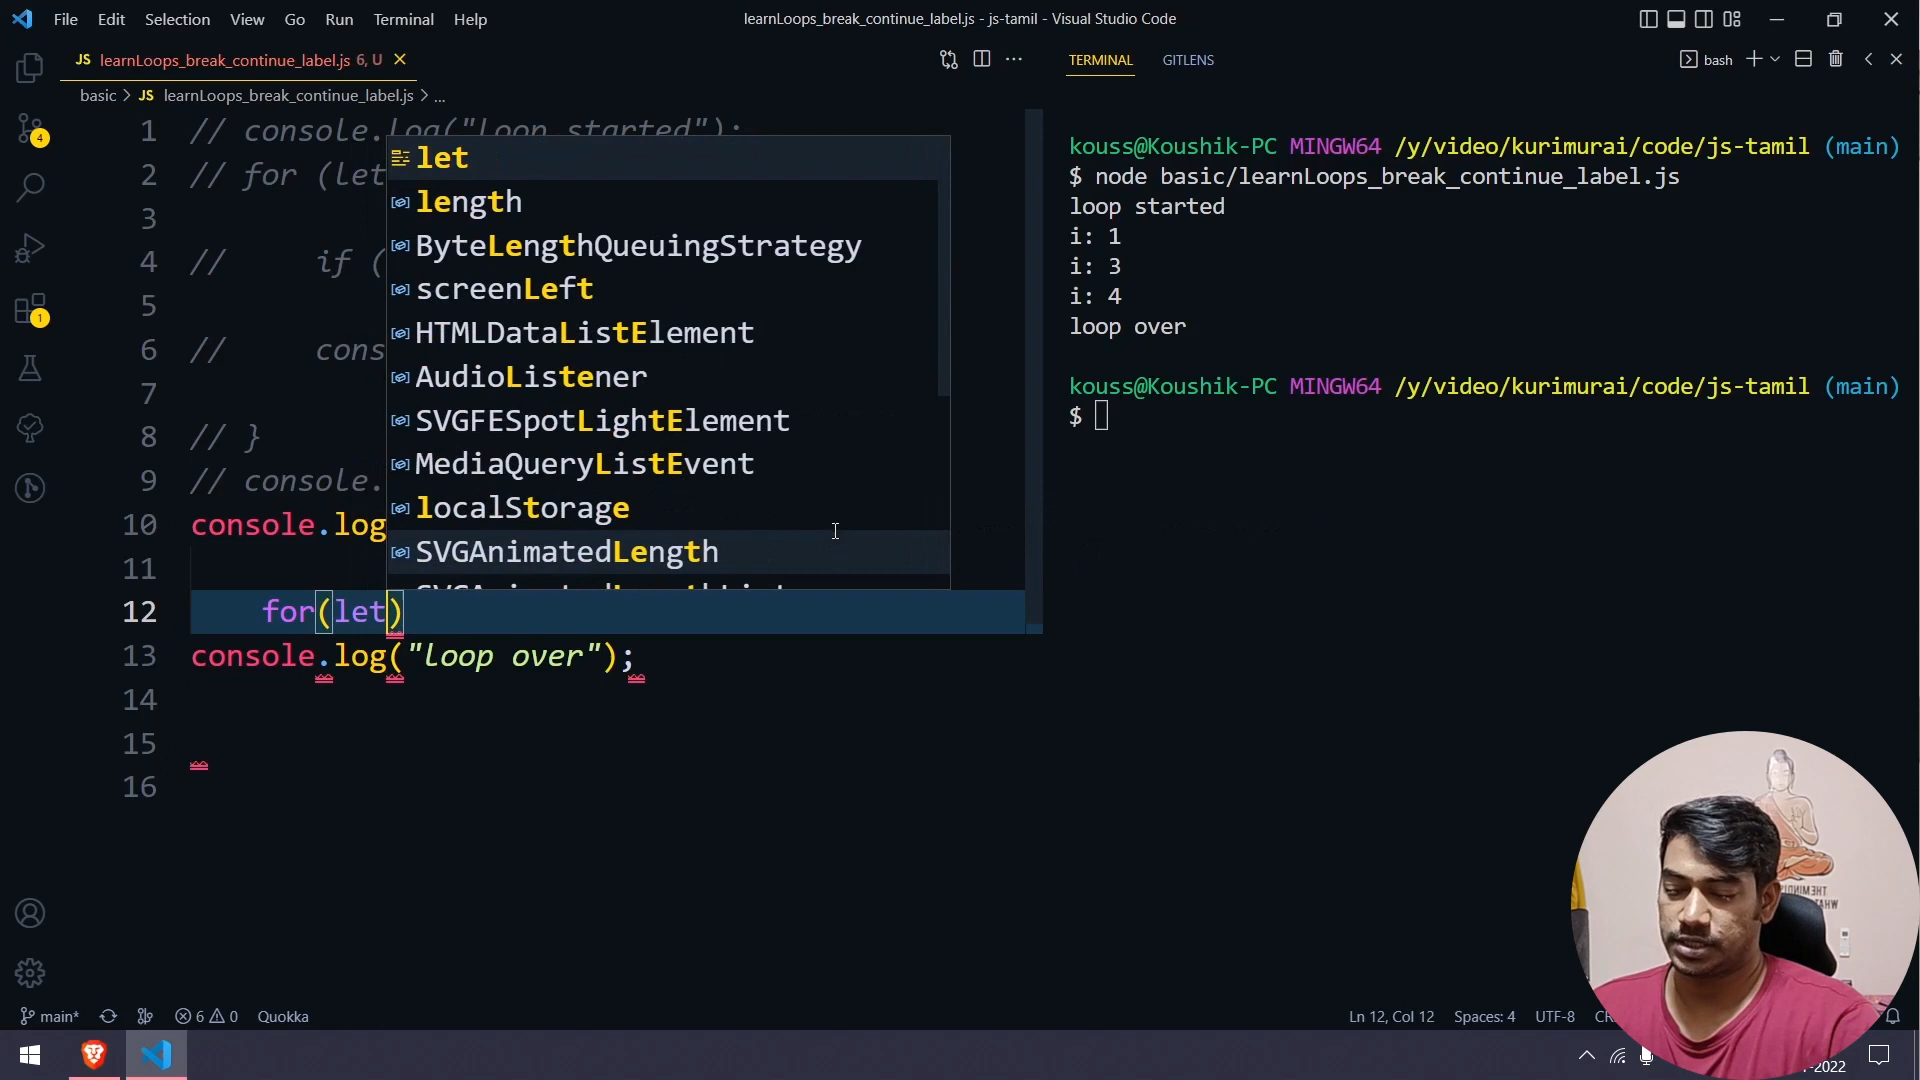 File Edit Selection View Go Run Terminal Help
learnLoops_break_continue_label.js - js-tamil - Visual Studio Code
JS learnLoops_break_continue_label.js 6, U
basic > JS learnLoops_break_continue_label.js > ...
TERMINAL GITLENS
bash
1 // console.log("loop started");
2 // for (let
3
4 // if (
5
6 // cons
7
8 // }
9 // console.
10 console.log
11
12 for(let)
13 console.log("loop over");
14
15
16
let
length
ByteLengthQueuingStrategy
screenLeft
HTMLDataListElement
AudioListener
SVGFESpotLightElement
MediaQueryListEvent
localStorage
SVGAnimatedLength
kouss@Koushik-PC MINGW64 /y/video/kurimurai/code/js-tamil (main)
$ node basic/learnLoops_break_continue_label.js
loop started
i: 1
i: 3
i: 4
loop over
kouss@Koushik-PC MINGW64 /y/video/kurimurai/code/js-tamil (main)
$
4
1
main* 6 0 Quokka
Ln 12, Col 12 Spaces: 4 UTF-8
-2022